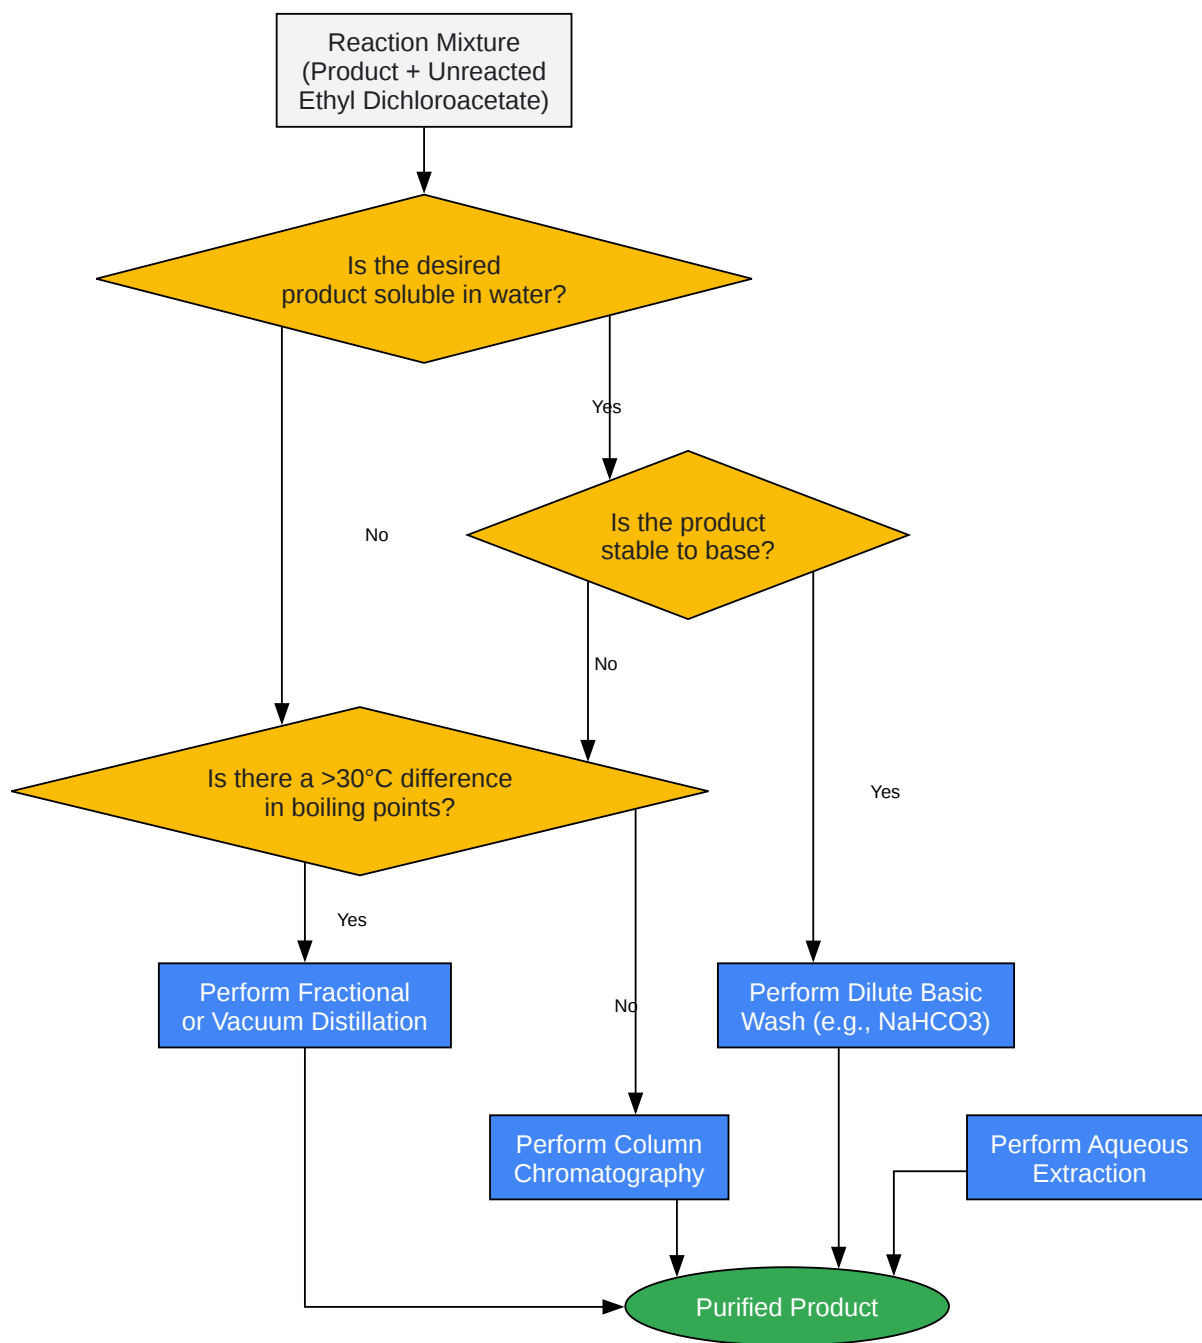 Reaction Mixture
(Product + Unreacted
Ethyl Dichloroacetate)
Is the desired
product soluble in water?
Yes
No
Is the product
stable to base?
No
Yes
Is there a >30°C difference
in boiling points?
Yes
No
Perform Fractional
or Vacuum Distillation
Perform Dilute Basic
Wash (e.g., NaHCO3)
Perform Column
Chromatography
Perform Aqueous
Extraction
Purified Product